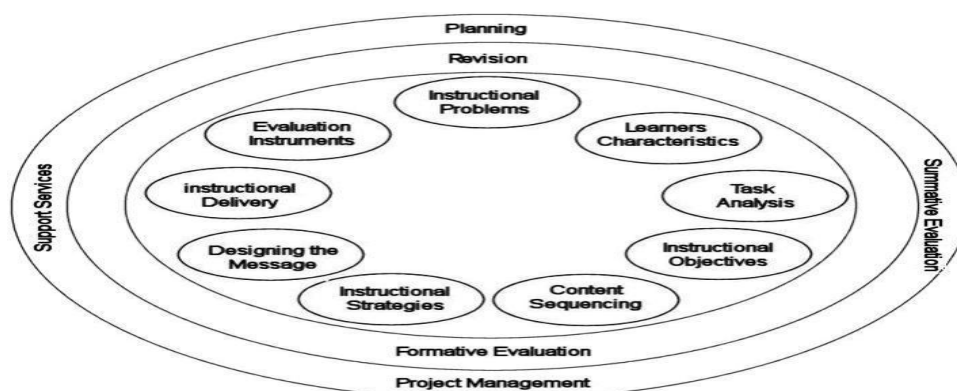 Planning
Revision
Instructional
Problems
Evaluation
Instruments
Learners
Characteristics
instructional
Delivery
Task
Analysis
Support Services
Summative Evaluation
Designing the
Message
Instructional
Objectives
Instructional
Strategies
Content
Sequencing
Formative Evaluation
Project Management